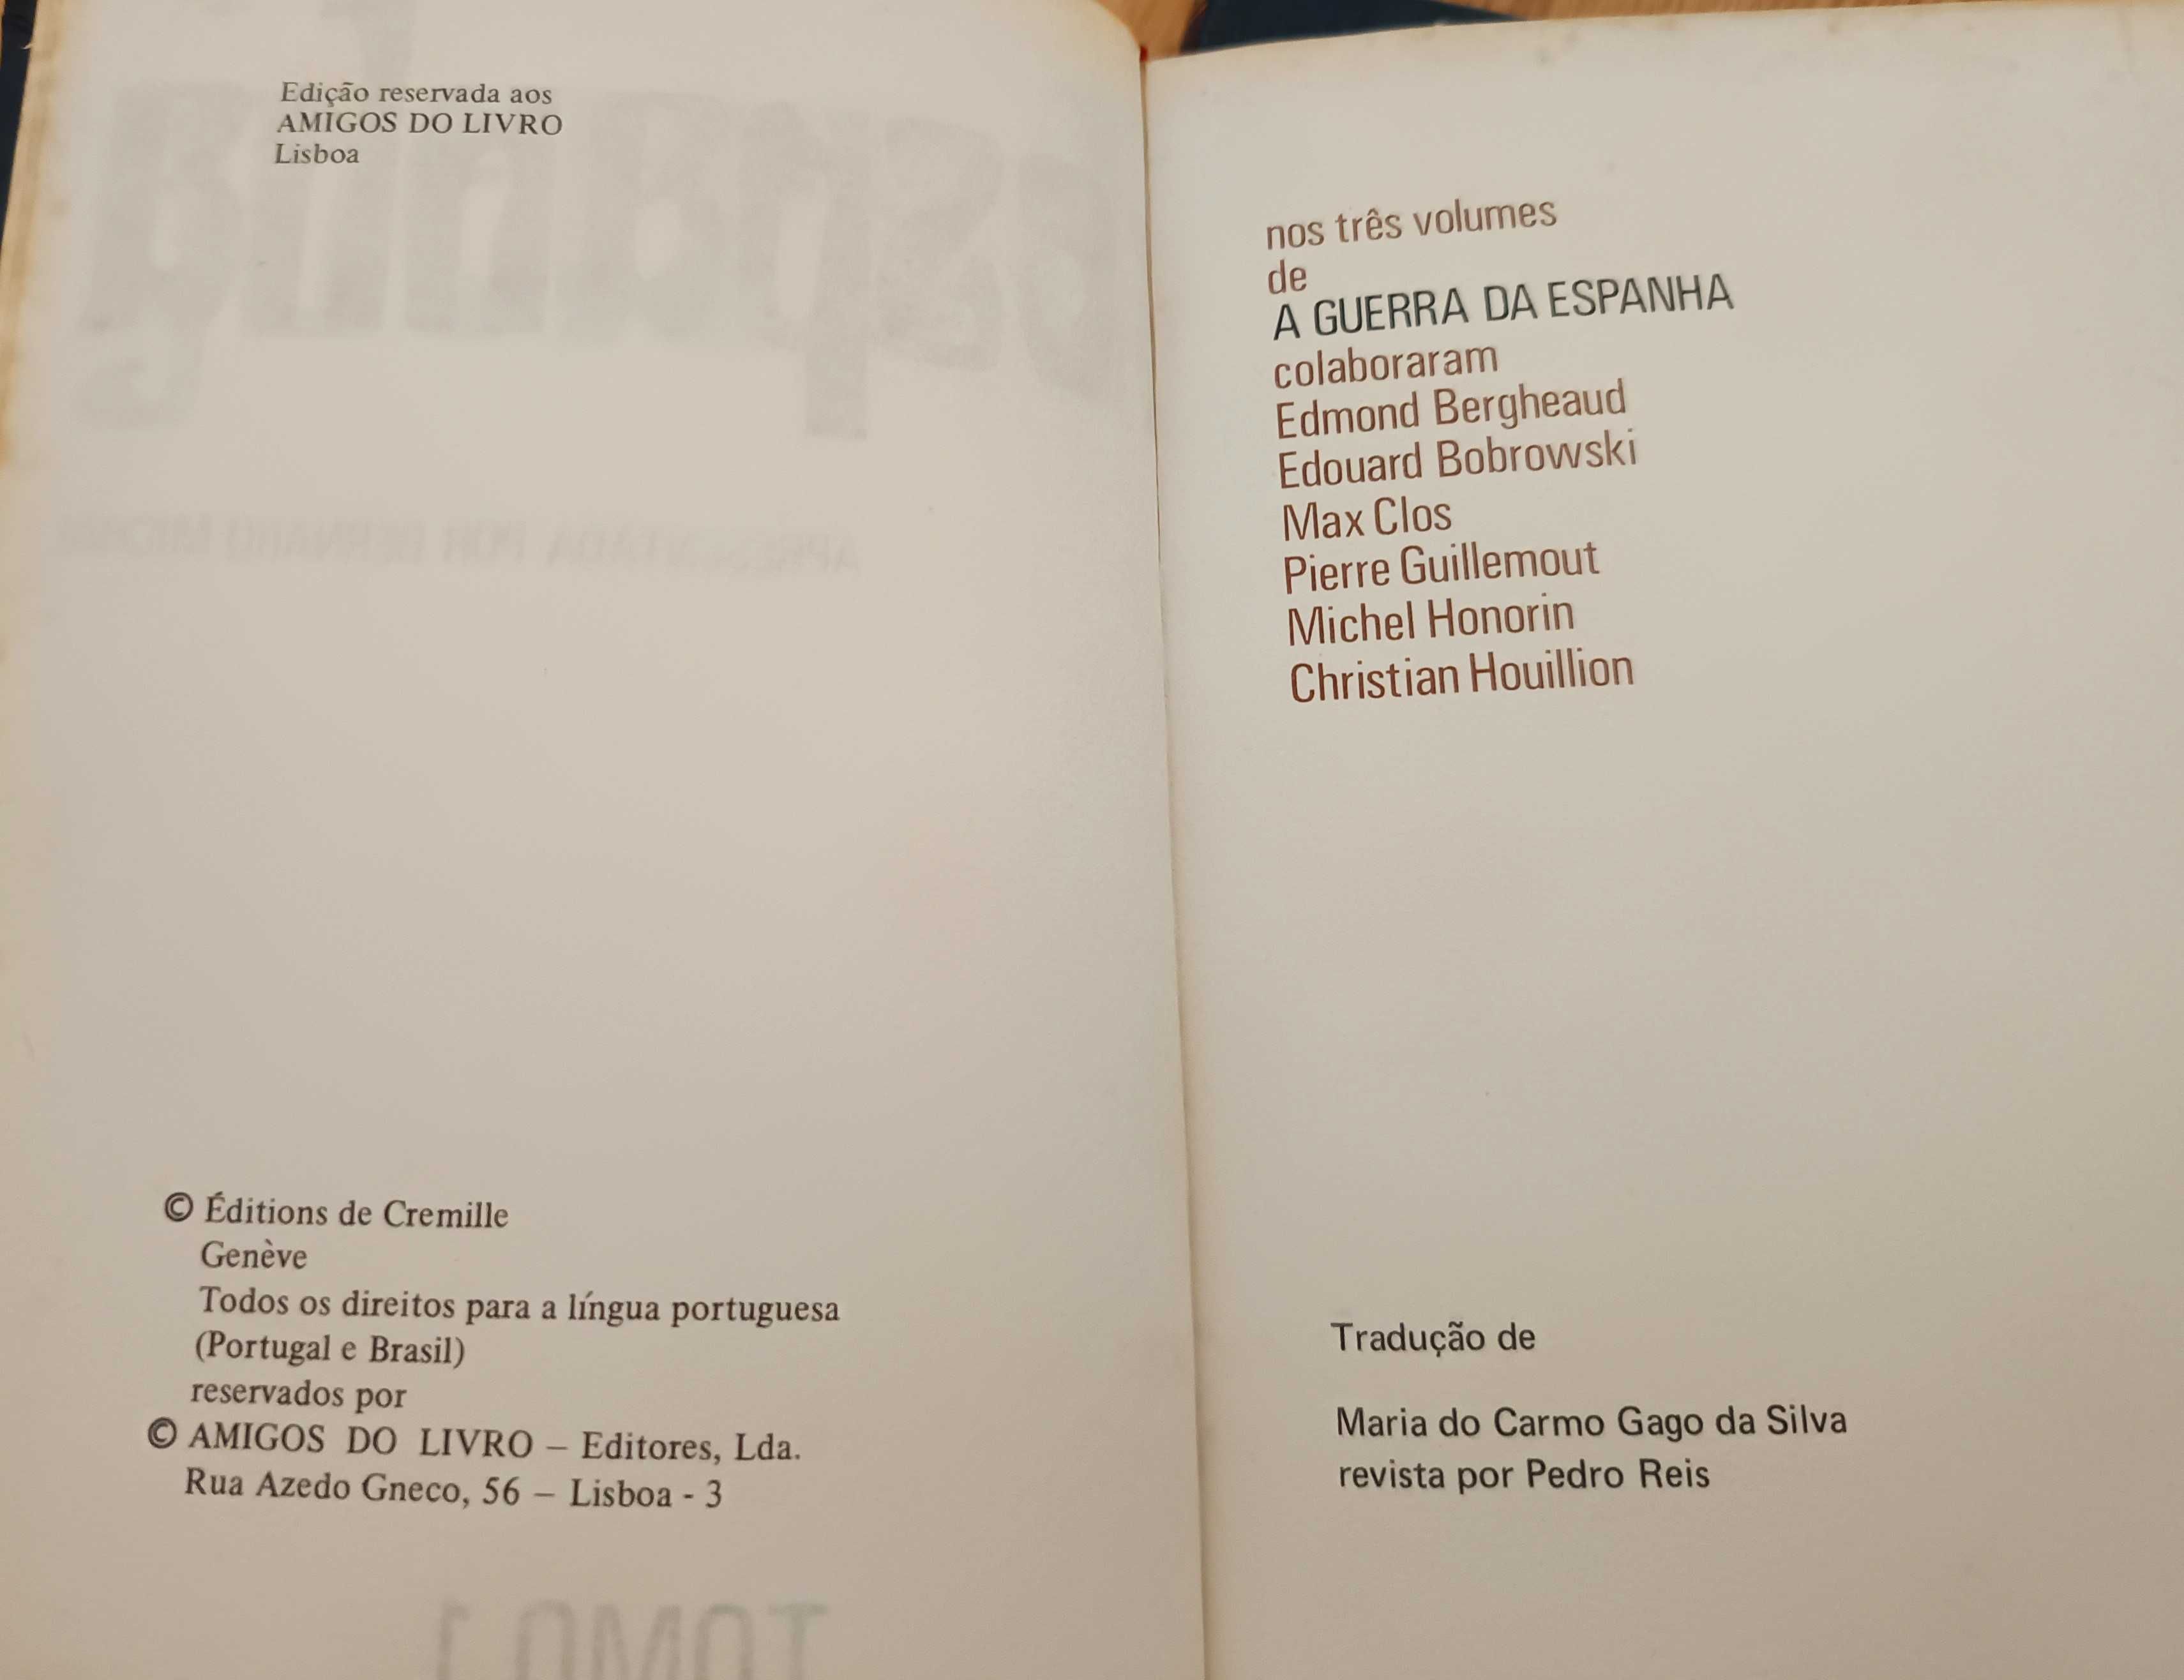 Edição reservada aos
AMIGOS DO LIVRO
Lisboa
© Éditions de Cremille
Genève
Todos os direitos para a língua portuguesa
(Portugal e Brasil)
reservados por
© AMIGOS DO LIVRO – Editores, Lda.
Rua Azedo Gneco, 56 – Lisboa - 3
TOMO 1
nos três volumes
de
A GUERRA DA ESPANHA
colaboraram
Edmond Bergheaud
Edouard Bobrowski
Max Clos
Pierre Guillemout
Michel Honorin
Christian Houillion
Tradução de
Maria do Carmo Gago da Silva
revista por Pedro Reis